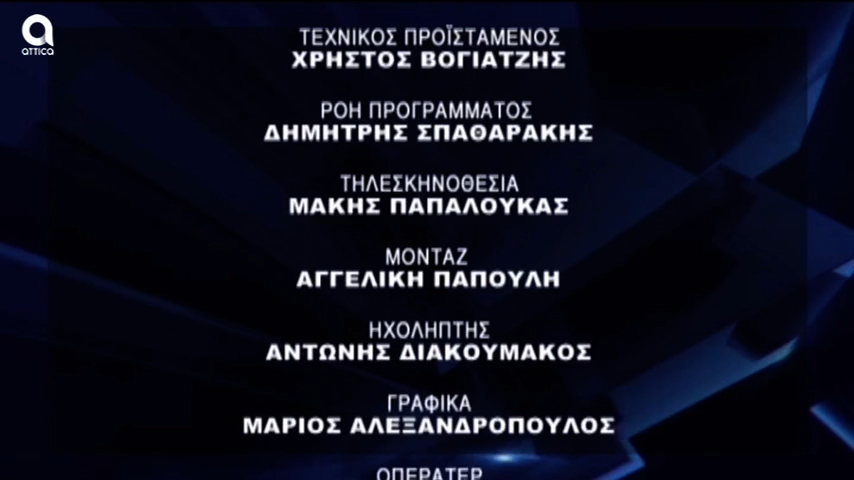 attica
ΤΕΧΝΙΚΟΣ ΠΡΟΪΣΤΑΜΕΝΟΣ
ΧΡΗΣΤΟΣ ΒΟΓΙΑΤΖΗΣ
ΡΟΗ ΠΡΟΓΡΑΜΜΑΤΟΣ
ΔΗΜΗΤΡΗΣ ΣΠΑΘΑΡΑΚΗΣ
ΤΗΛΕΣΚΗΝΟΘΕΣΙΑ
ΜΑΚΗΣ ΠΑΠΑΛΟΥΚΑΣ
ΜΟΝΤΑΖ
ΑΓΓΕΛΙΚΗ ΠΑΠΟΥΛΗ
ΗΧΟΛΗΠΤΗΣ
ΑΝΤΩΝΗΣ ΔΙΑΚΟΥΜΑΚΟΣ
ΓΡΑΦΙΚΑ
ΜΑΡΙΟΣ ΑΛΕΞΑΝΔΡΟΠΟΥΛΟΣ
ΟΠΕΡΑΤΕΡ